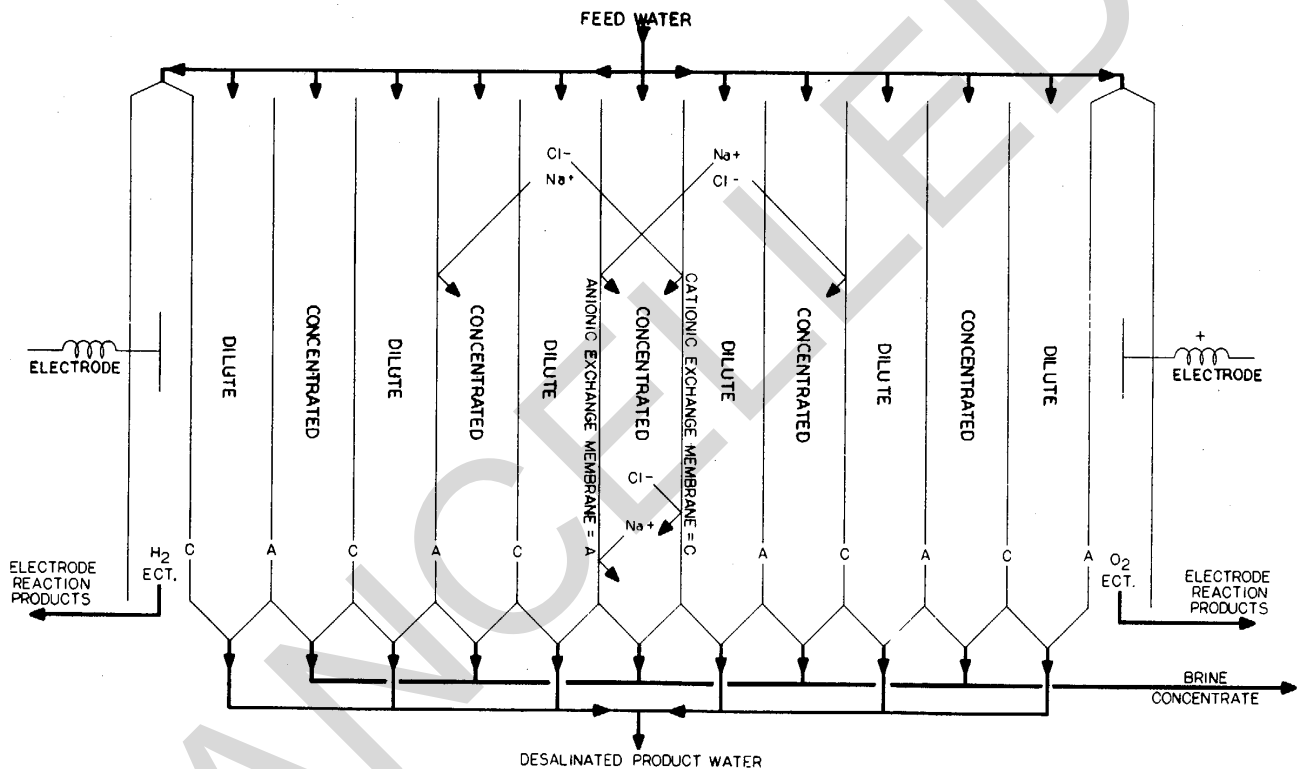 FEED WATER
Cl-
Na+
Na+
Cl-
DILUTE
CONCENTRATED
DILUTE
CONCENTRATED
DILUTE
ANIONIC EXCHANGE MEMBRANE = A
CONCENTRATED
CATIONIC EXCHANGE MEMBRANE = C
DILUTE
CONCENTRATED
DILUTE
CONCENTRATED
DILUTE
ELECTRODE
+
ELECTRODE
Cl-
Na+
C
A
C
A
C
A
C
A
C
A
H2
ECT.
O2
ECT.
ELECTRODE
REACTION
PRODUCTS
ELECTRODE
REACTION
PRODUCTS
BRINE
CONCENTRATE
DESALINATED PRODUCT WATER
CANCELLED